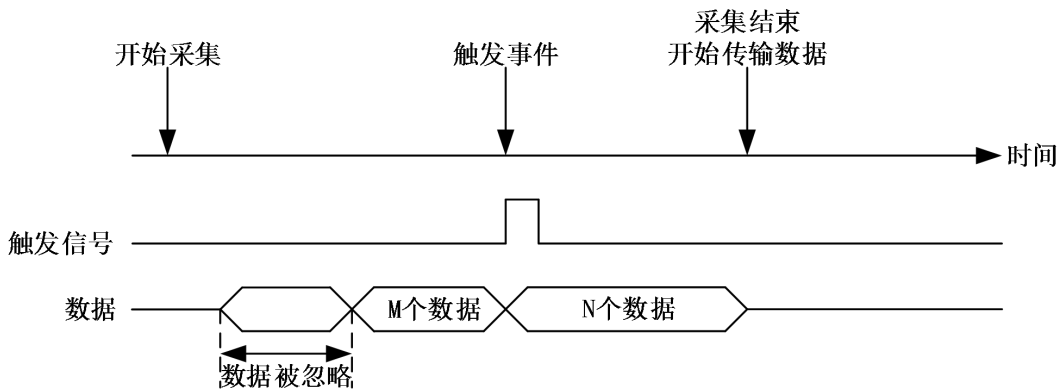 采集结束
开始采集
触发事件
开始传输数据
时间
触发信号
数据
M个数据
N个数据
数据被忽略